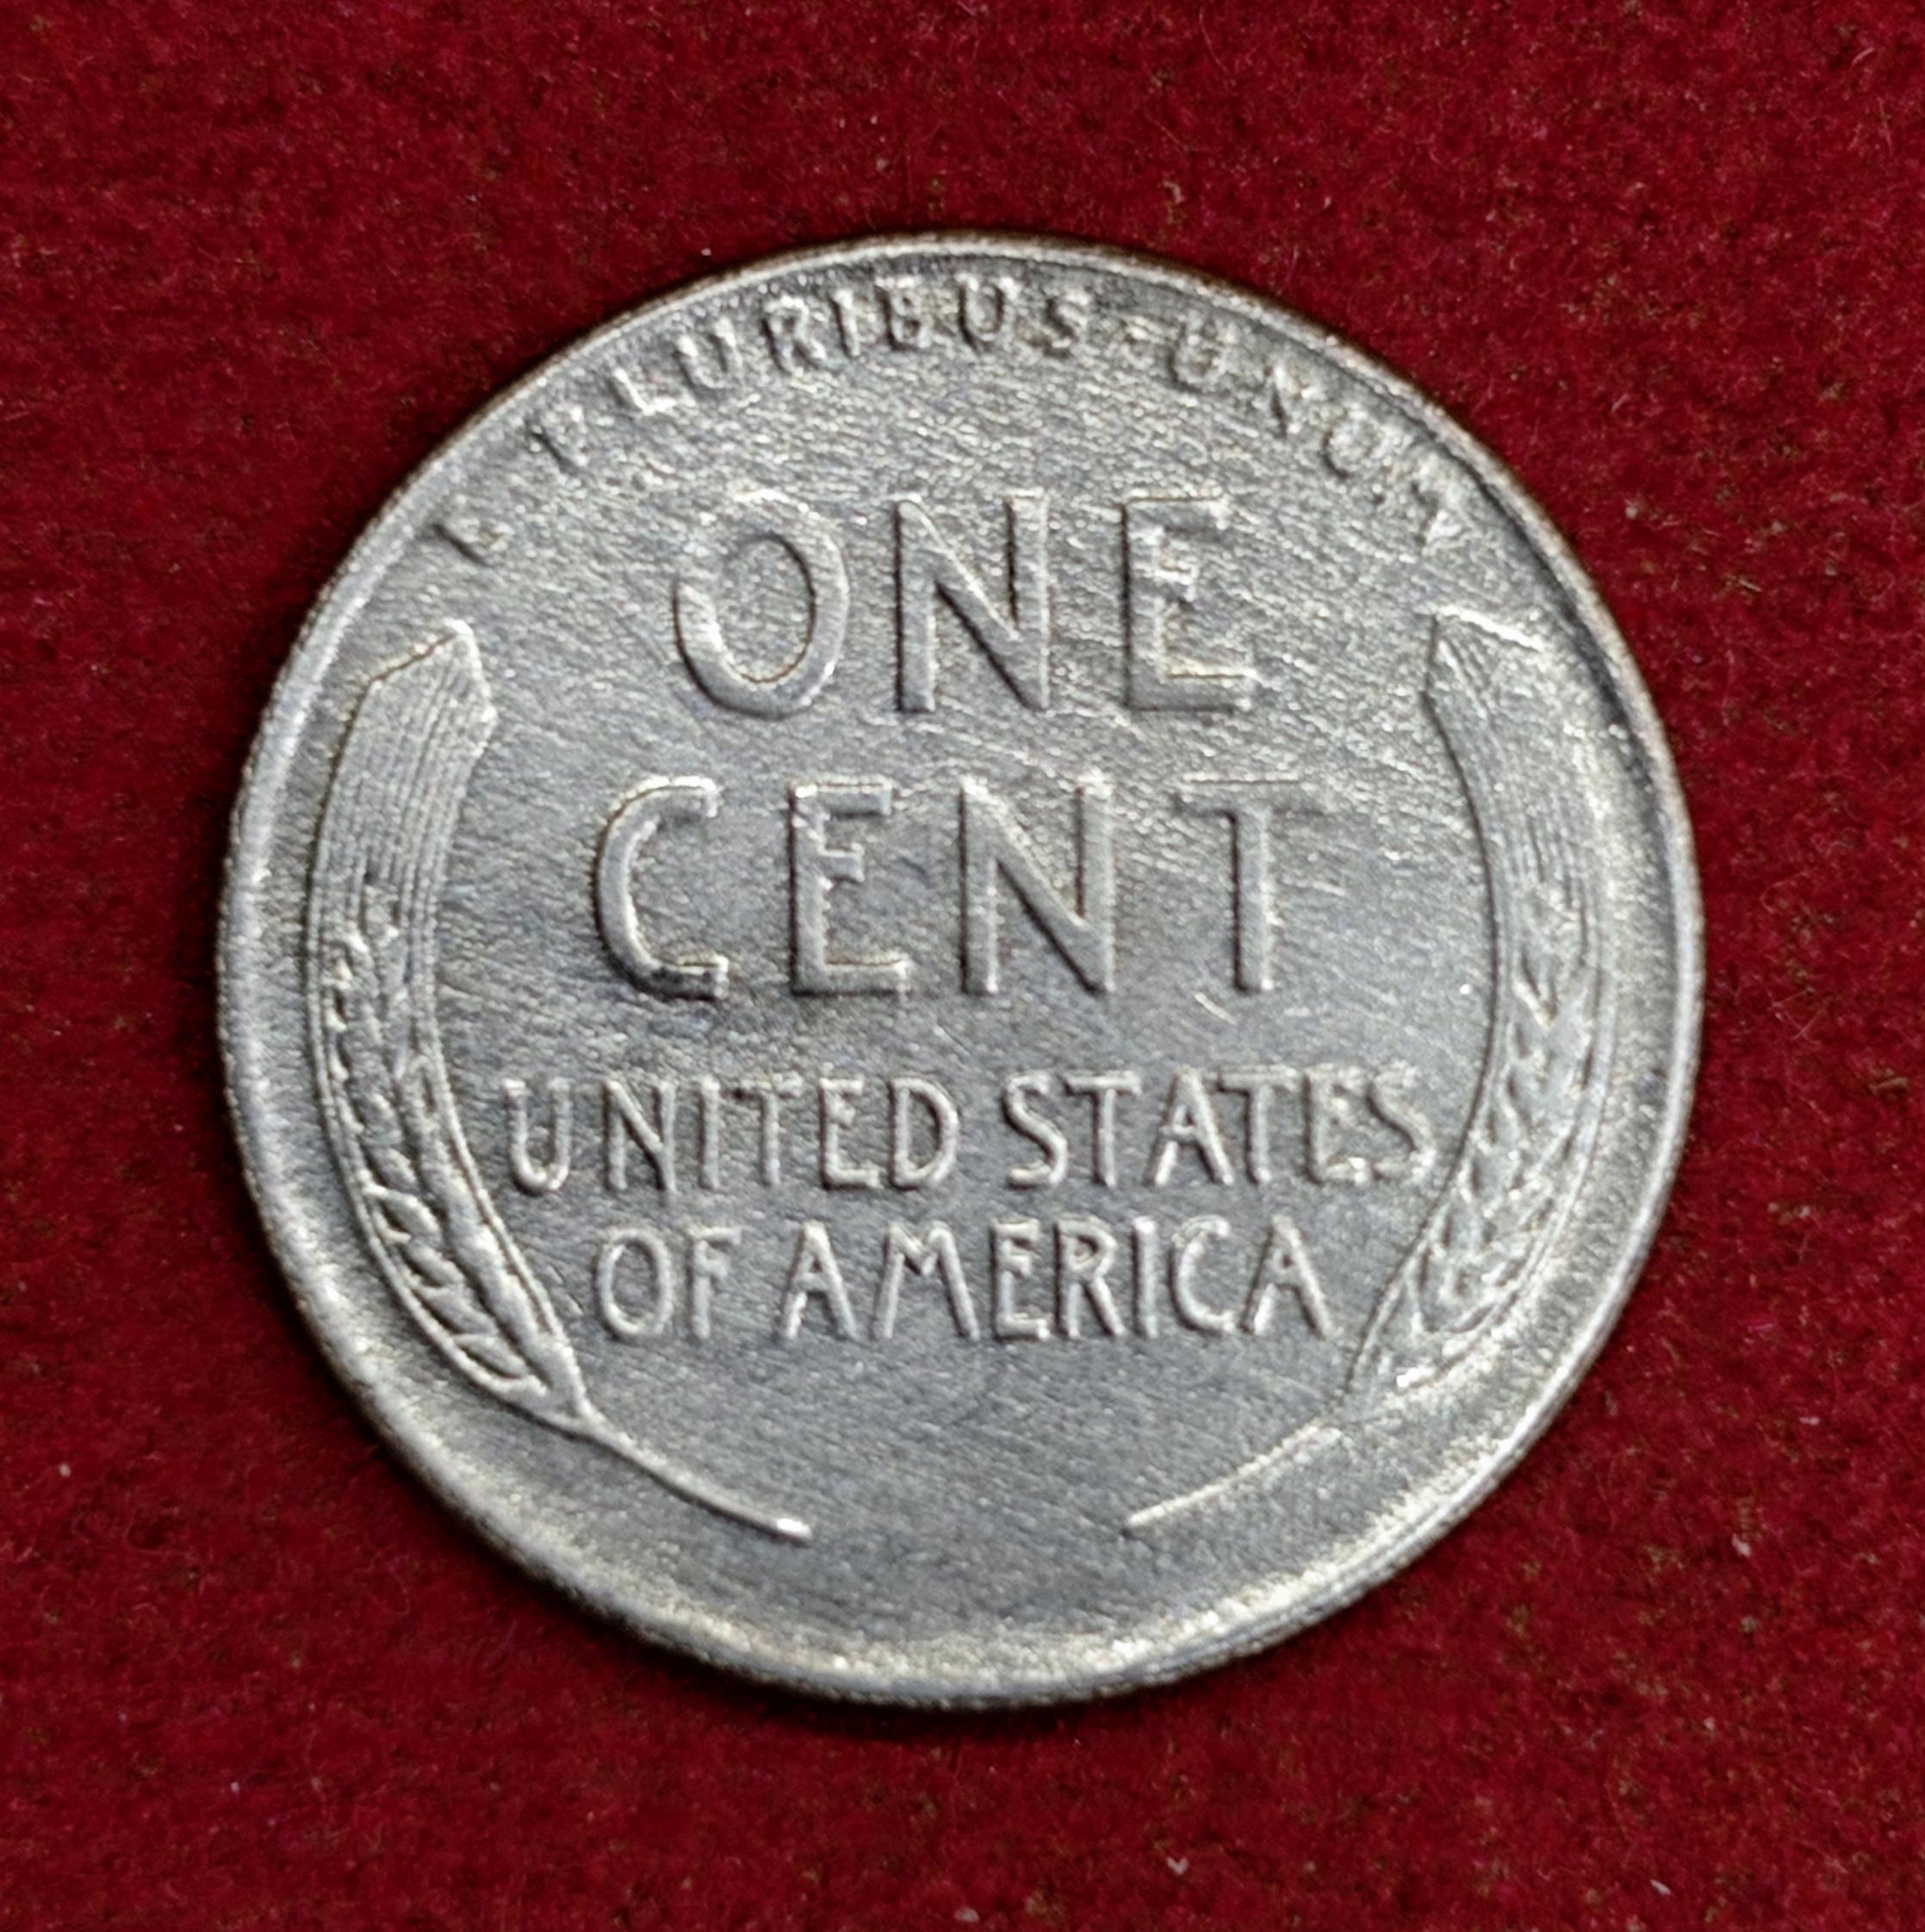 E · PLURIBUS · UNUM
ONE
CENT
UNITED STATES
OF AMERICA